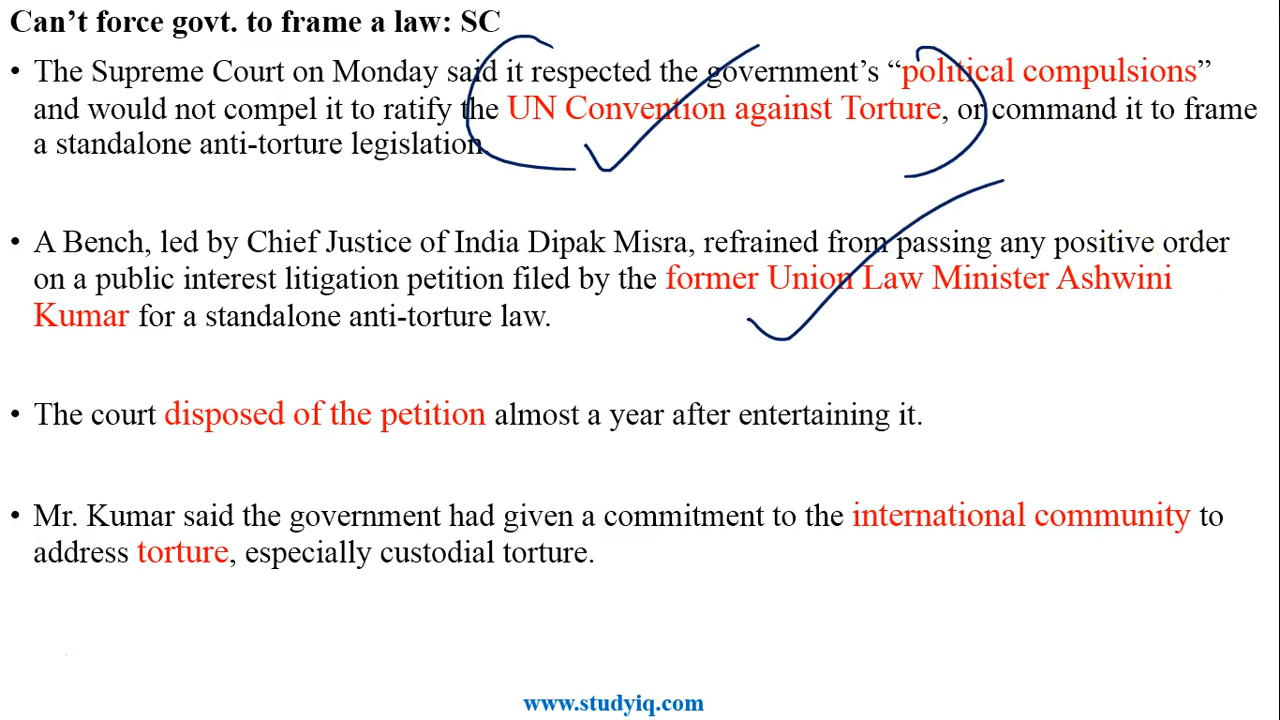 Can’t force govt. to frame a law: SC
• The Supreme Court on Monday said it respected the government’s “political compulsions”
and would not compel it to ratify the UN Convention against Torture, or command it to frame
a standalone anti-torture legislation.
• A Bench, led by Chief Justice of India Dipak Misra, refrained from passing any positive order
on a public interest litigation petition filed by the former Union Law Minister Ashwini
Kumar for a standalone anti-torture law.
• The court disposed of the petition almost a year after entertaining it.
• Mr. Kumar said the government had given a commitment to the international community to
address torture, especially custodial torture.
www.studyiq.com